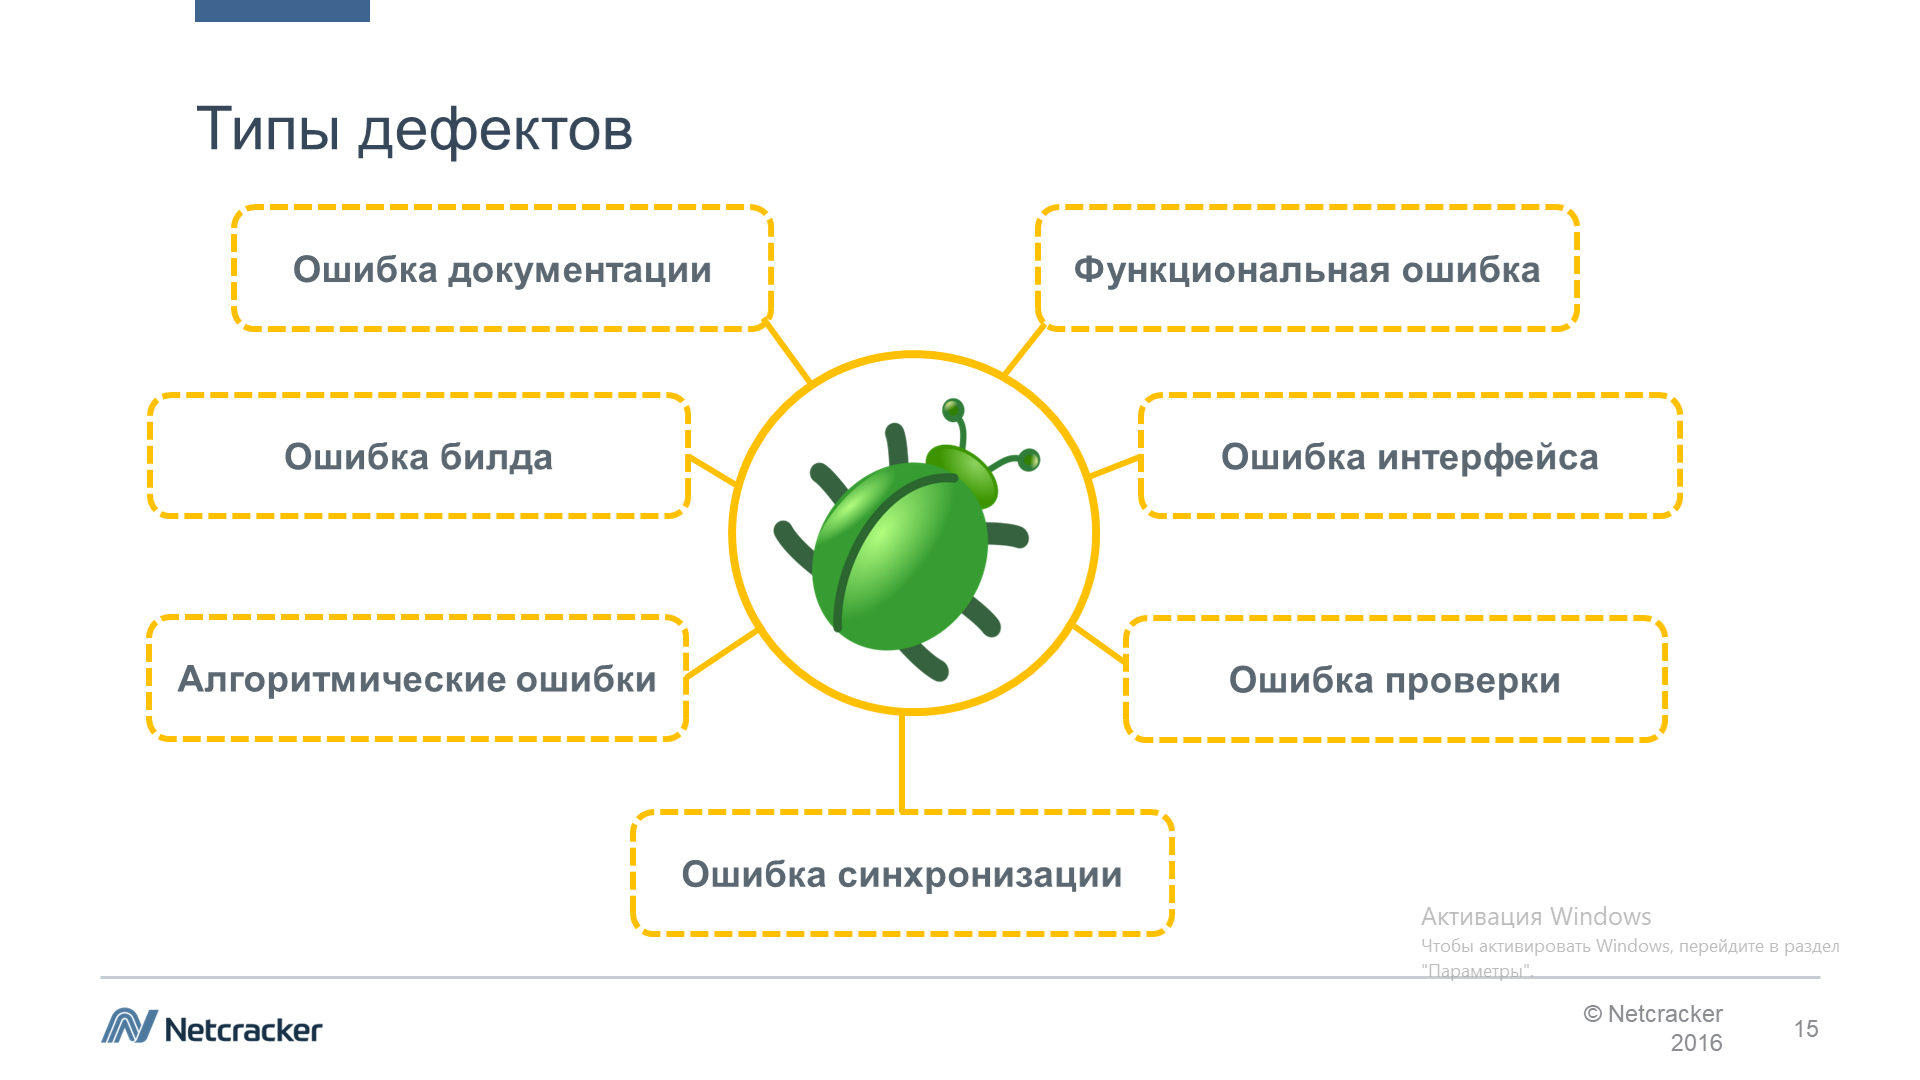 Типы дефектов
Ошибка документации
Функциональная ошибка
Ошибка билда
Ошибка интерфейса
Алгоритмические ошибки
Ошибка проверки
Ошибка синхронизации
Активация Windows
Чтобы активировать Windows, перейдите в раздел
"Параметры".
Netcracker
© Netcracker
2016
15